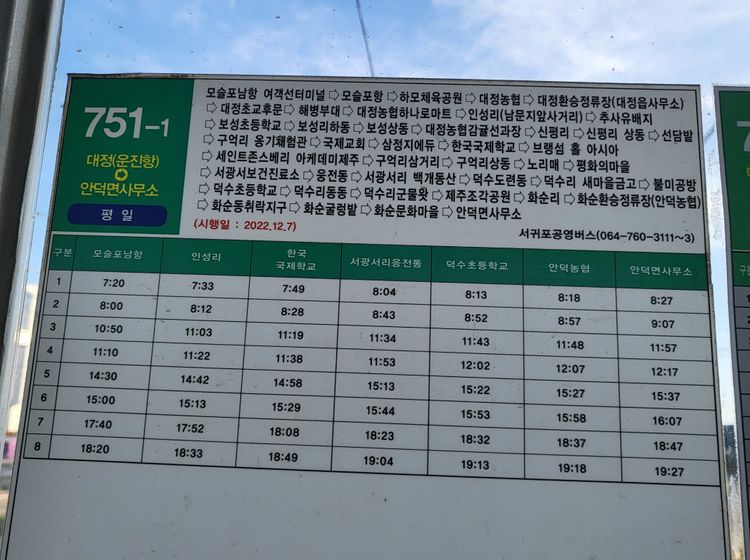 751-1
대정(운진항)
안덕면사무소
평 일
모슬포남항 여객선터미널 ⇨ 모슬포항 ⇨ 하모체육공원 ⇨ 대정농협 ⇨ 대정환승정류장(대정읍사무소)
⇨ 대정초교후문 ⇨ 해병부대 ⇨ 대정농협하나로마트 ⇨ 인성리(남문지앞사거리) ⇨ 추사유배지
⇨ 보성초등학교 ⇨ 보성리하동 ⇨ 보성상동 ⇨ 대정농협감귤선과장 ⇨ 신평리 ⇨ 신평리 상동 ⇨ 선담밭
⇨ 구억리 옹기체험관 ⇨ 국제교회 ⇨ 삼정지에듀 ⇨ 한국국제학교 ⇨ 브랭섬 홀 아시아
⇨ 세인트존스베리 아케데미제주 ⇨ 구억리삼거리 ⇨ 구억리상동 ⇨ 노리매 ⇨ 평화의마을
⇨ 서광서보건진료소 ⇨ 웅전동 ⇨ 서광서리 백개동산 ⇨ 덕수도련동 ⇨ 덕수리 새마을금고 ⇨ 불미공방
⇨ 덕수초등학교 ⇨ 덕수리동동 ⇨ 덕수리군물왓 ⇨ 제주조각공원 ⇨ 화순리 ⇨ 화순환승정류장(안덕농협)
⇨ 화순동취락지구 ⇨ 화순굴렁밭 ⇨ 화순문화마을 ⇨ 안덕면사무소
(시행일 : 2022.12.7)
서귀포공영버스(064-760-3111~3)
구분 모슬포남항 인성리 한국 국제학교 서광서리웅전동 덕수초등학교 안덕농협 안덕면사무소
1 7:20 7:33 7:49 8:04 8:13 8:18 8:27
2 8:00 8:12 8:28 8:43 8:52 8:57 9:07
3 10:50 11:03 11:19 11:34 11:43 11:48 11:57
4 11:10 11:22 11:38 11:53 12:02 12:07 12:17
5 14:30 14:42 14:58 15:13 15:22 15:27 15:37
6 15:00 15:13 15:29 15:44 15:53 15:58 16:07
7 17:40 17:52 18:08 18:23 18:32 18:37 18:47
8 18:20 18:33 18:49 19:04 19:13 19:18 19:27